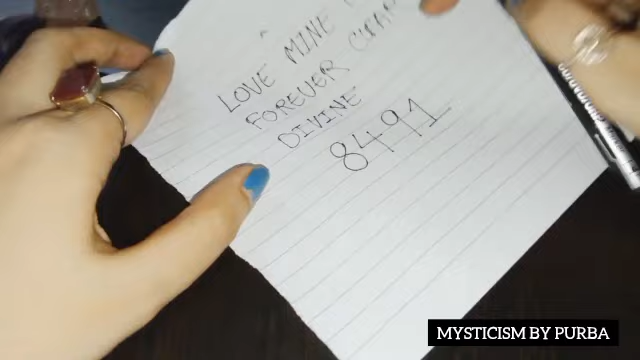 LOVE MINE
FOREVER
DIVINE
8491
MYSTICISM BY PURBA